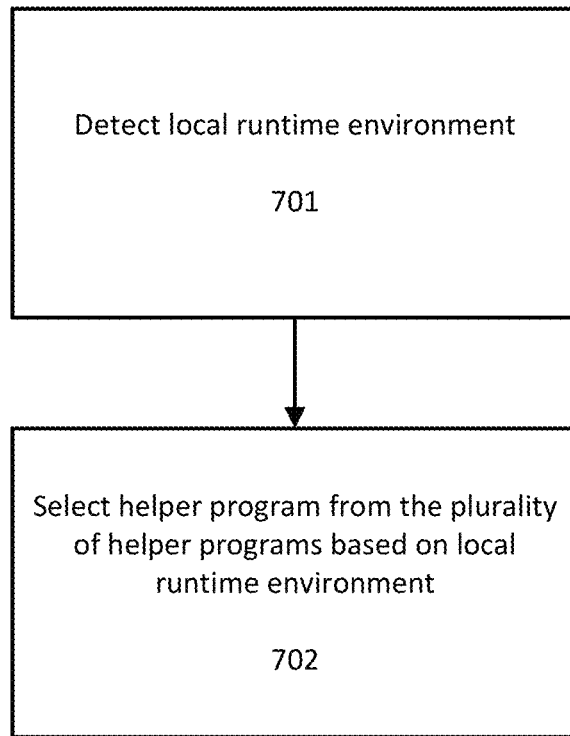 Detect local runtime environment
701
Select helper program from the plurality
of helper programs based on local
runtime environment
702